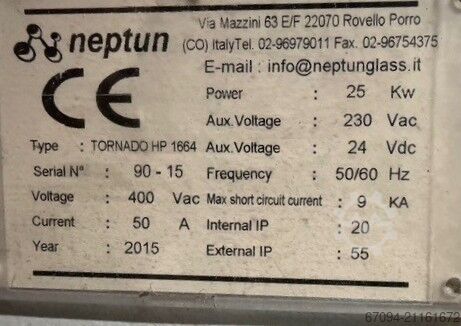 neptun
Via Mazzini 63 E/F 22070 Rovello Porro
(CO) ItalyTel. 02-96979011 Fax. 02-96754375
E-mail : info@neptunglass.it
CE
Power : 25 Kw
Aux.Voltage : 230 Vac
Type : TORNADO HP 1664 Aux.Voltage : 24 Vdc
Serial N° : 90 - 15 Frequency : 50/60 Hz
Voltage : 400 Vac Max short circuit current : 9 KA
Current : 50 A Internal IP : 20
Year : 2015 External IP : 55
67094-21161672